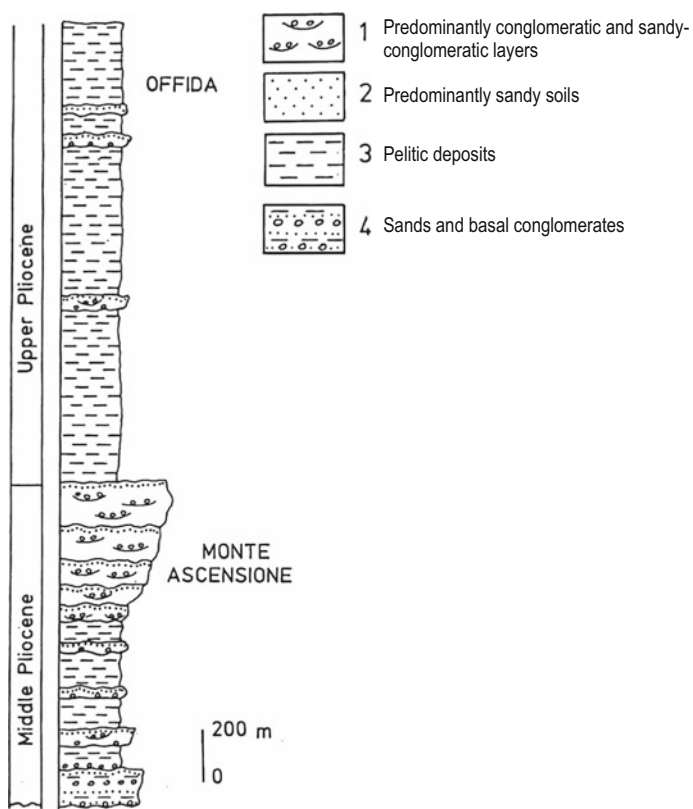 OFFIDA
1 Predominantly conglomeratic and sandy-
conglomeratic layers
2 Predominantly sandy soils
3 Pelitic deposits
4 Sands and basal conglomerates
Upper Pliocene
MONTE
ASCENSIONE
Middle Pliocene
200 m
0